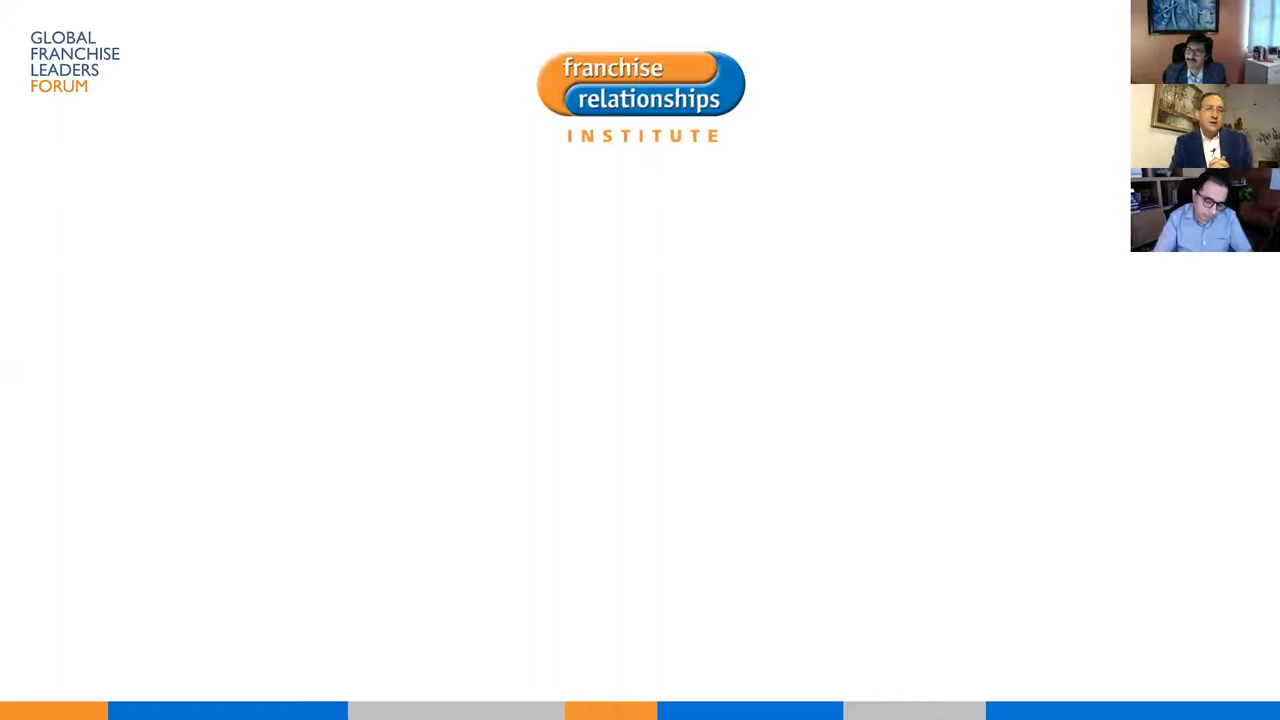 GLOBAL
FRANCHISE
LEADERS
FORUM
franchise
relationships
INSTITUTE